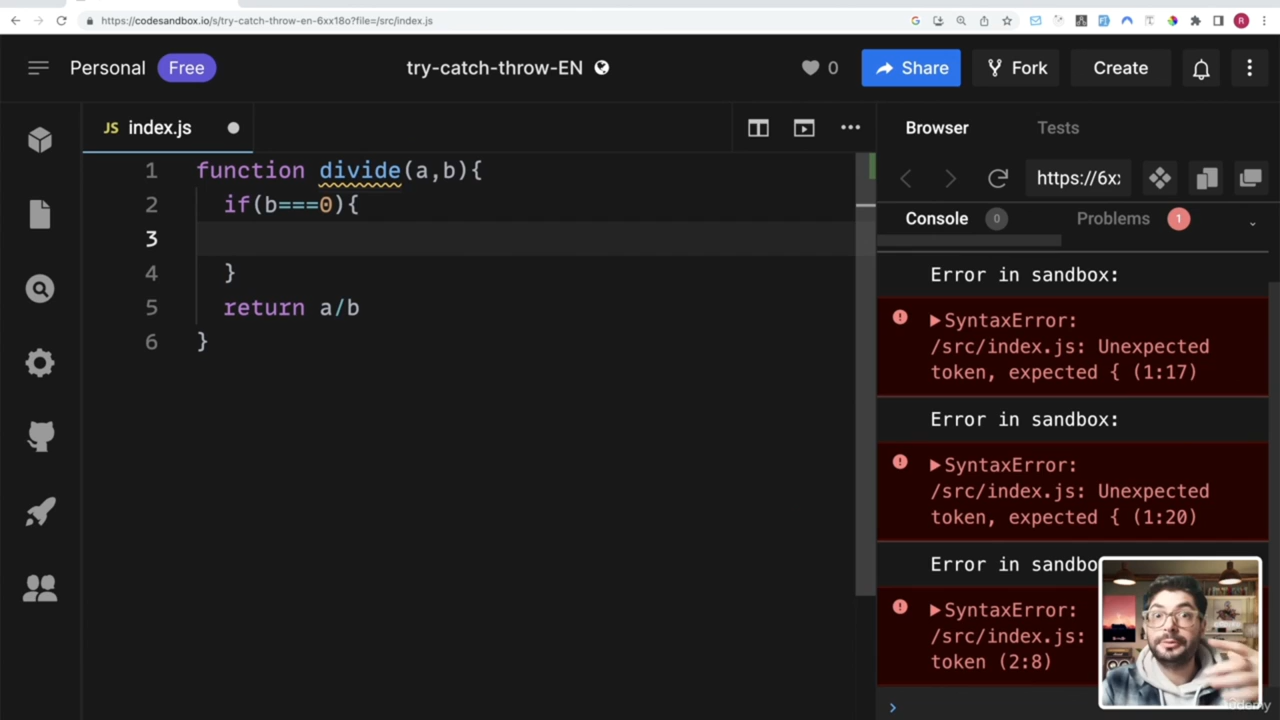 https://codesandbox.io/s/try-catch-throw-en-6xx18o?file=/src/index.js
Personal Free
try-catch-throw-EN
0
Share
Fork
Create
JS index.js
Browser
Tests
https://6x
Console 0
Problems 1
1 function divide(a,b){
2 if(b===0){
3
4 }
5 return a/b
6 }
Error in sandbox:
SyntaxError:
/src/index.js: Unexpected
token, expected { (1:17)
Error in sandbox:
SyntaxError:
/src/index.js: Unexpected
token, expected { (1:20)
Error in sandbo
SyntaxError:
/src/index.js:
token (2:8)